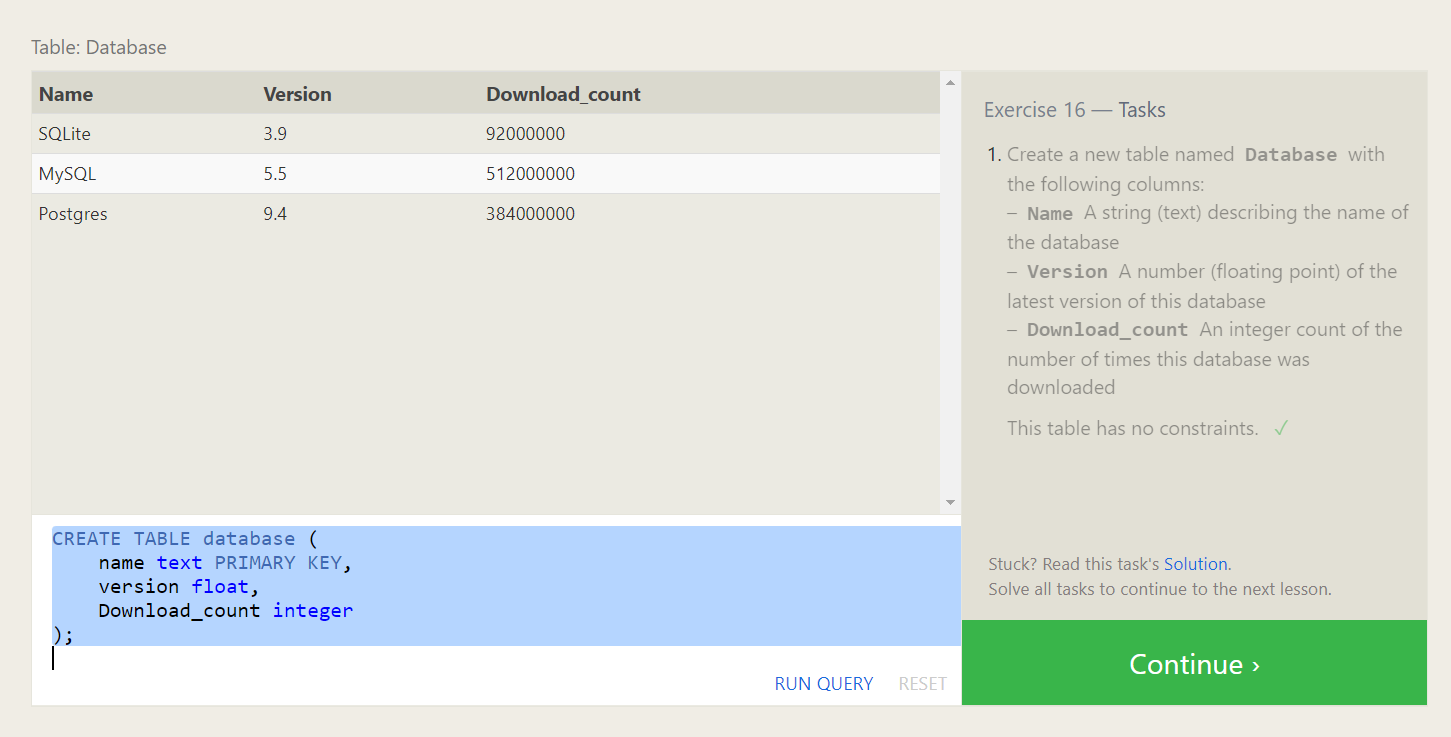 Table: Database
Name Version Download_count
SQLite 3.9 92000000
MySQL 5.5 512000000
Postgres 9.4 384000000
CREATE TABLE database (
    name text PRIMARY KEY,
    version float,
    Download_count integer
);
RUN QUERY RESET
Exercise 16 — Tasks
1. Create a new table named Database with
the following columns:
– Name A string (text) describing the name of
the database
– Version A number (floating point) of the
latest version of this database
– Download_count An integer count of the
number of times this database was
downloaded
This table has no constraints. ✓
Stuck? Read this task's Solution.
Solve all tasks to continue to the next lesson.
Continue ›